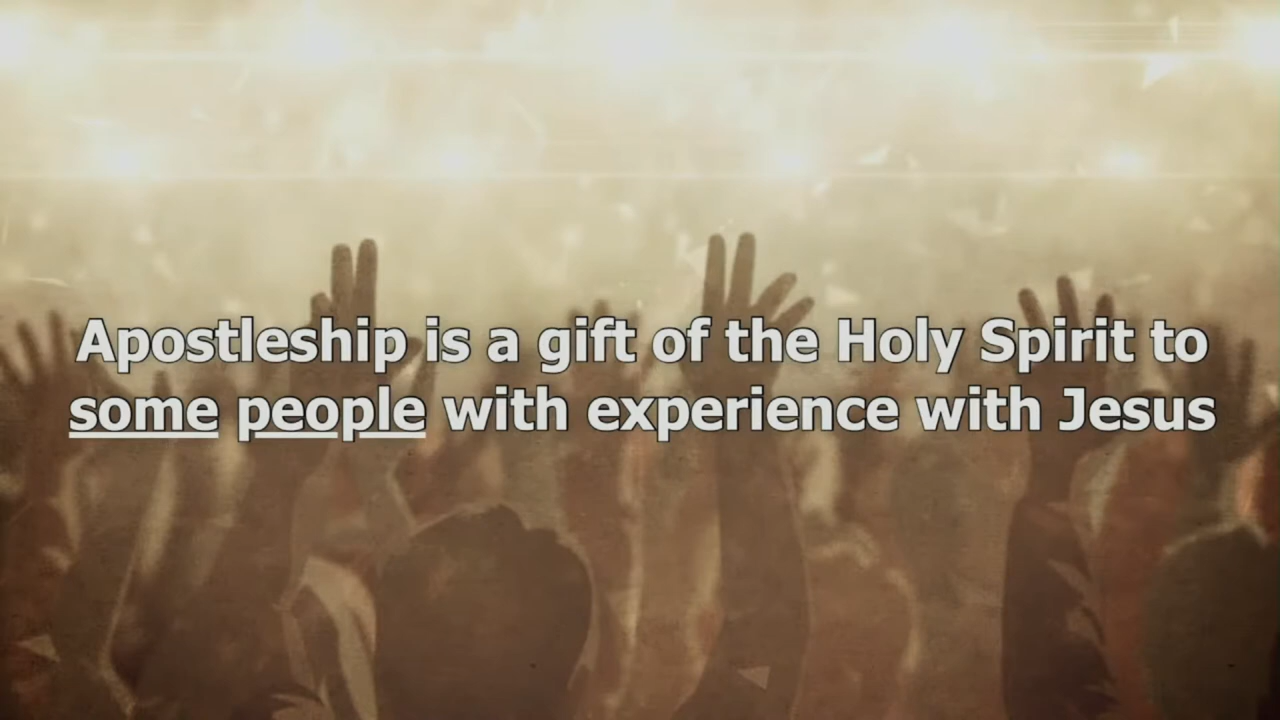 Apostleship is a gift of the Holy Spirit to
some people with experience with Jesus